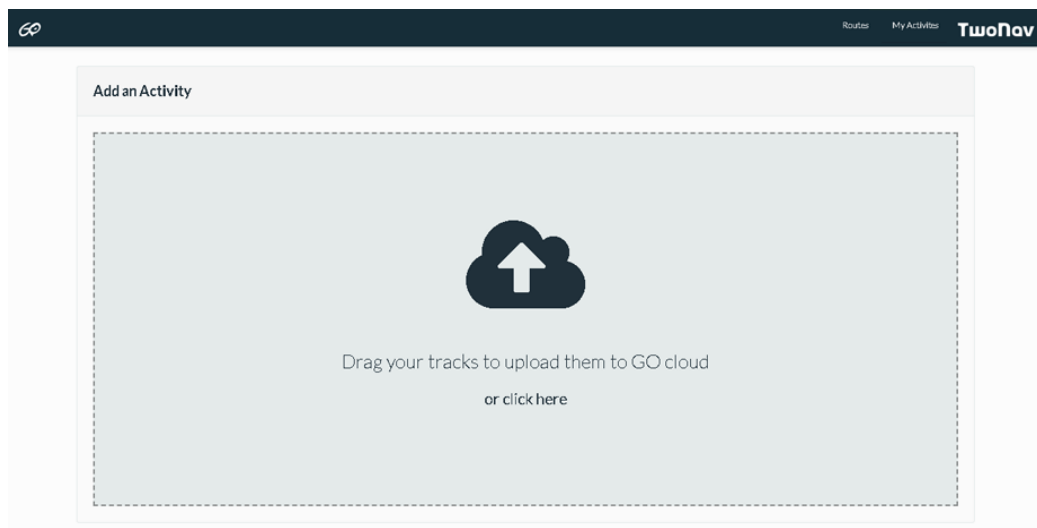 GO
Routes
My Activites
TwoNav
Add an Activity
Drag your tracks to upload them to GO cloud
or click here